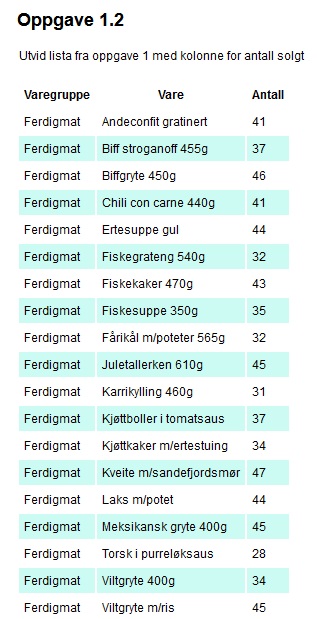 Oppgave 1.2
Utvid lista fra oppgave 1 med kolonne for antall solgt
Varegruppe Vare Antall
Ferdigmat Andeconfit gratinert 41
Ferdigmat Biff stroganoff 455g 37
Ferdigmat Biffgryte 450g 46
Ferdigmat Chili con carne 440g 41
Ferdigmat Ertesuppe gul 44
Ferdigmat Fiskegrateng 540g 32
Ferdigmat Fiskekaker 470g 43
Ferdigmat Fiskesuppe 350g 35
Ferdigmat Fårikål m/poteter 565g 32
Ferdigmat Juletallerken 610g 45
Ferdigmat Karrikylling 460g 31
Ferdigmat Kjøttboller i tomatsaus 37
Ferdigmat Kjøttkaker m/ertestuing 34
Ferdigmat Kveite m/sandefjordsmør 47
Ferdigmat Laks m/potet 44
Ferdigmat Meksikansk gryte 400g 45
Ferdigmat Torsk i purreløksaus 28
Ferdigmat Viltgryte 400g 34
Ferdigmat Viltgryte m/ris 45